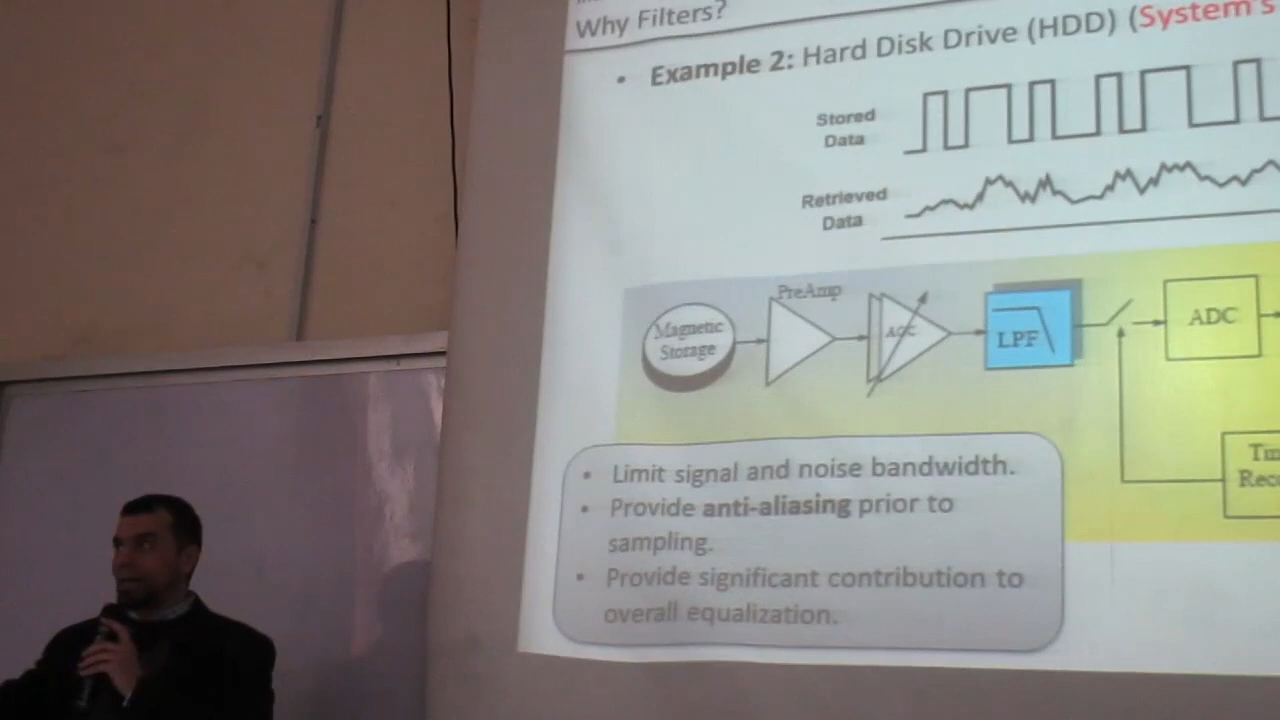 Why Filters?
• Example 2: Hard Disk Drive (HDD) (System's
Stored
Data
Retrieved
Data
PreAmp
Magnetic
Storage
AGC
LPF
ADC
• Limit signal and noise bandwidth.
• Provide anti-aliasing prior to
sampling.
• Provide significant contribution to
overall equalization.